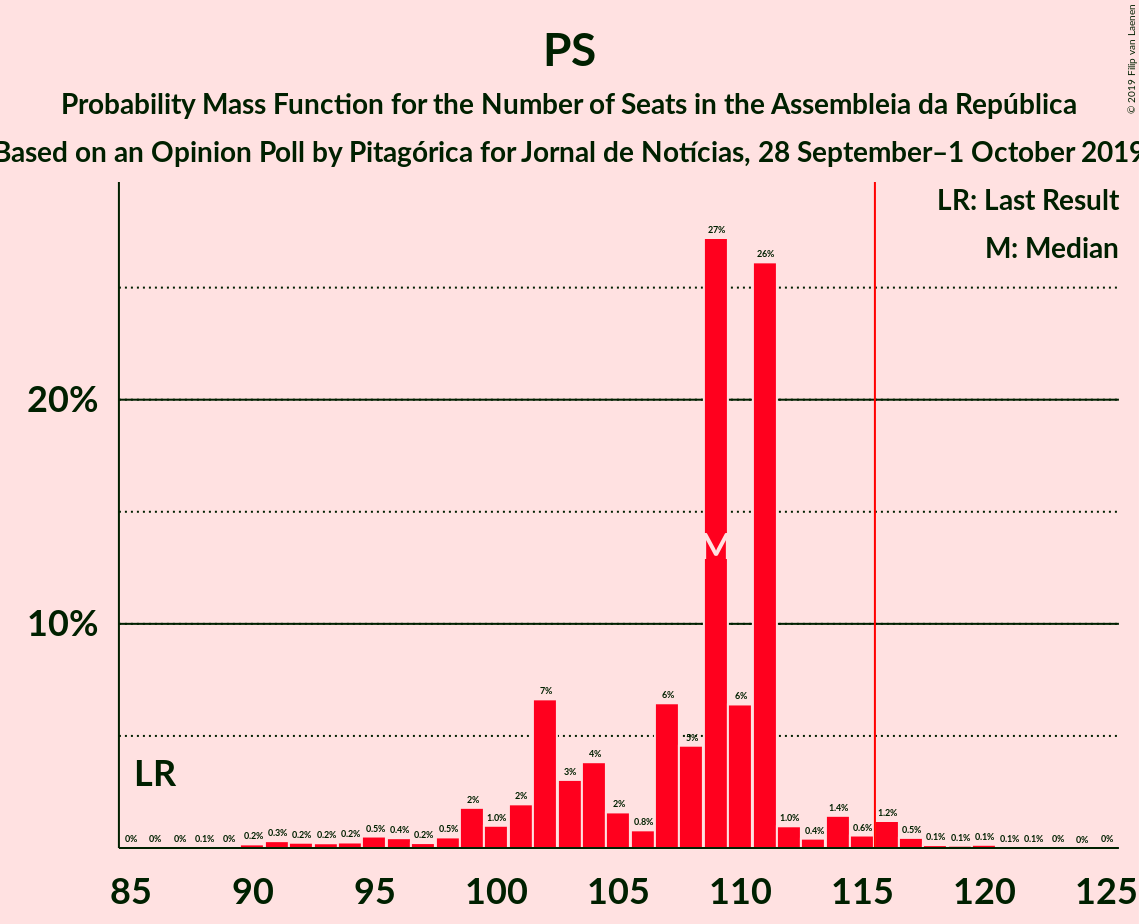 PS
Probability Mass Function for the Number of Seats in the Assembleia da República
Based on an Opinion Poll by Pitagórica for Jornal de Notícias, 28 September–1 October 2019
© 2019 Filip van Laenen
LR: Last Result
M: Median
27%
26%
20%
M
10%
7%
6%
6%
5%
4%
3%
LR
2%
2%
2%
1.0%
0.8%
1.0%
1.4%
1.2%
0% 0% 0% 0.1% 0% 0.2% 0.3% 0.2% 0.2% 0.2% 0.5% 0.4% 0.2% 0.5% 0.4% 0.6% 0.5% 0.1% 0.1% 0.1% 0.1% 0.1% 0% 0% 0%
85 90 95 100 105 110 115 120 125